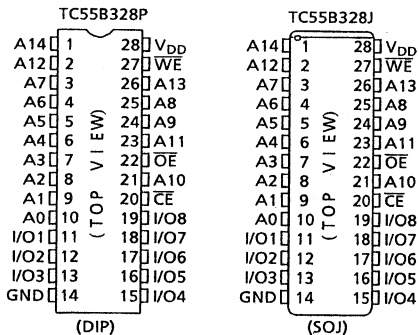 TC55B328P
A14 1 28 VDD
A12 2 27 WE
A7 3 26 A13
A6 4 25 A8
A5 5 24 A9
A4 6 23 A11
A3 7 22 OE
A2 8 21 A10
A1 9 20 CE
A0 10 19 I/O8
I/O1 11 18 I/O7
I/O2 12 17 I/O6
I/O3 13 16 I/O5
GND 14 15 I/O4
(TOP VIEW)
(DIP)
TC55B328J
A14 1 28 VDD
A12 2 27 WE
A7 3 26 A13
A6 4 25 A8
A5 5 24 A9
A4 6 23 A11
A3 7 22 OE
A2 8 21 A10
A1 9 20 CE
A0 10 19 I/O8
I/O1 11 18 I/O7
I/O2 12 17 I/O6
I/O3 13 16 I/O5
GND 14 15 I/O4
(TOP VIEW)
(SOJ)